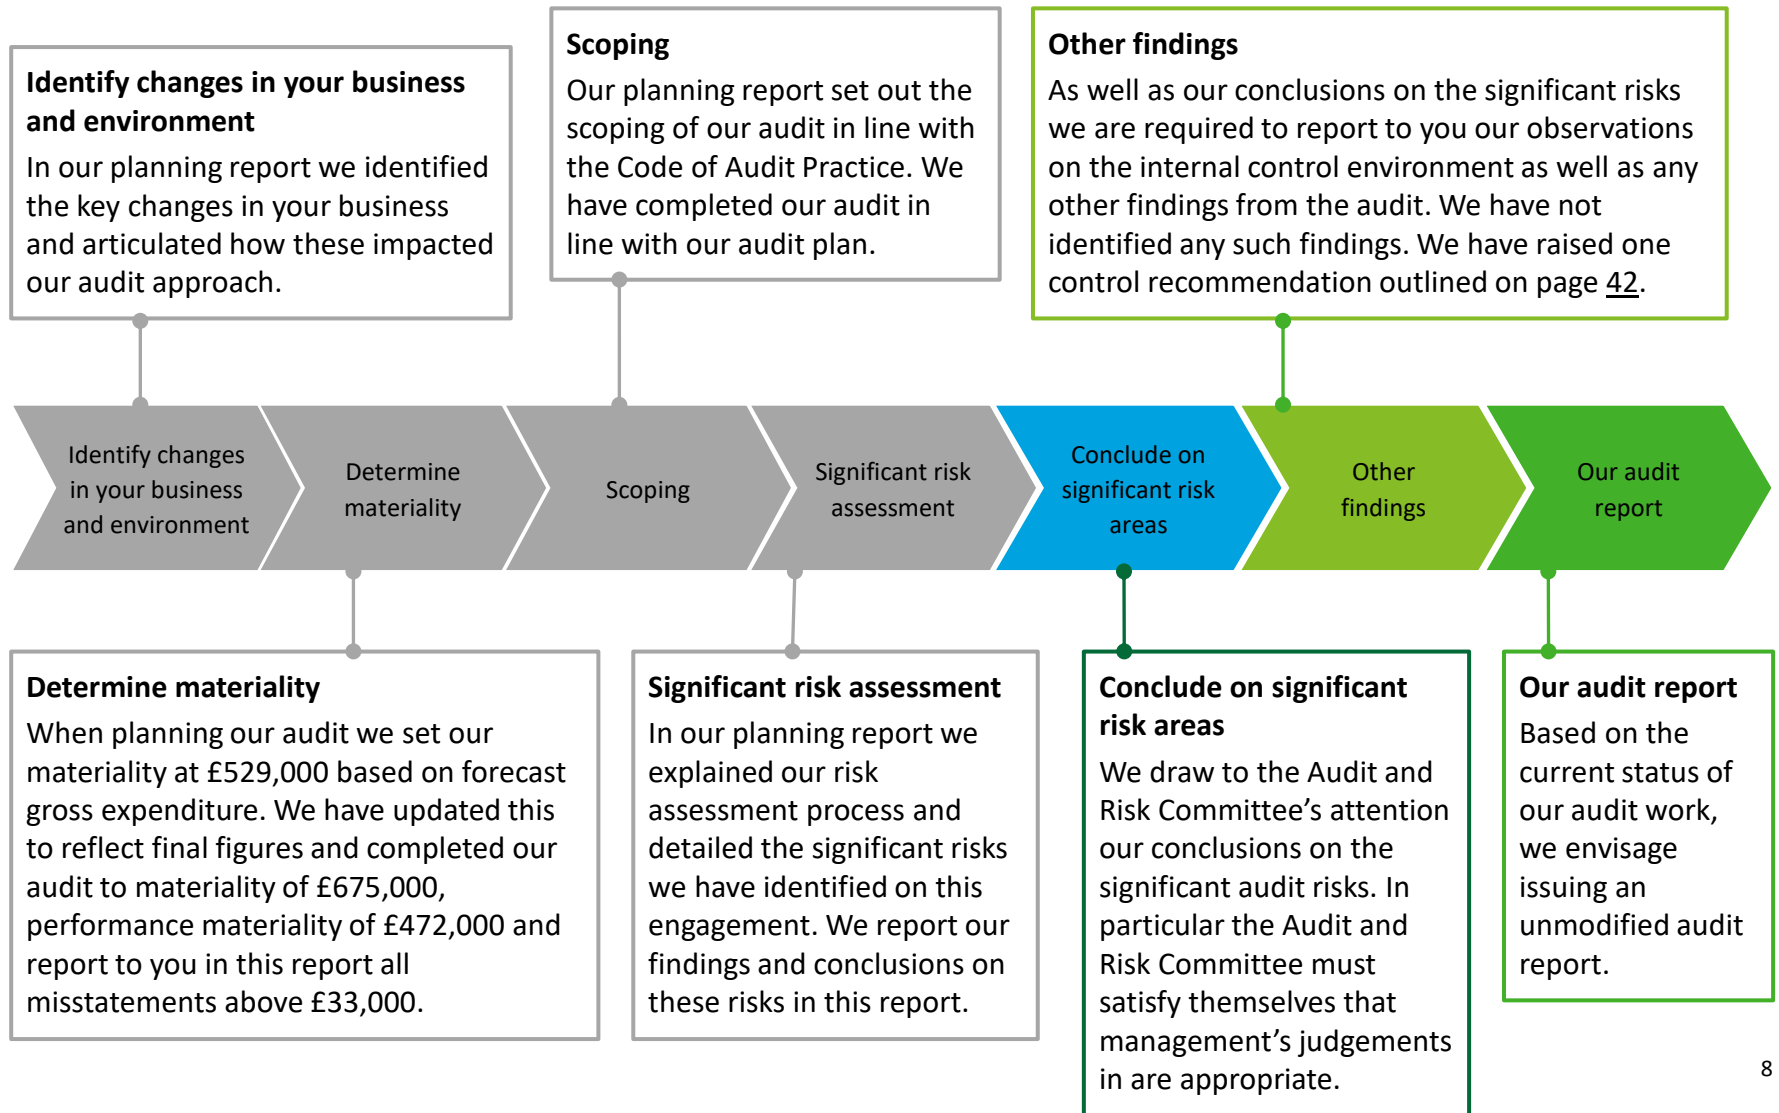 Identify changes in your business
and environment
In our planning report we identified
the key changes in your business
and articulated how these impacted
our audit approach.
Scoping
Our planning report set out the
scoping of our audit in line with
the Code of Audit Practice. We
have completed our audit in
line with our audit plan.
Other findings
As well as our conclusions on the significant risks
we are required to report to you our observations
on the internal control environment as well as any
other findings from the audit. We have not
identified any such findings. We have raised one
control recommendation outlined on page 42.
Identify changes
in your business
and environment
Determine
materiality
Scoping
Significant risk
assessment
Conclude on
significant risk
areas
Other
findings
Our audit
report
Determine materiality
When planning our audit we set our
materiality at £529,000 based on forecast
gross expenditure. We have updated this
to reflect final figures and completed our
audit to materiality of £675,000,
performance materiality of £472,000 and
report to you in this report all
misstatements above £33,000.
Significant risk assessment
In our planning report we
explained our risk
assessment process and
detailed the significant risks
we have identified on this
engagement. We report our
findings and conclusions on
these risks in this report.
Conclude on significant
risk areas
We draw to the Audit and
Risk Committee’s attention
our conclusions on the
significant audit risks. In
particular the Audit and
Risk Committee must
satisfy themselves that
management’s judgements
in are appropriate.
Our audit report
Based on the
current status of
our audit work,
we envisage
issuing an
unmodified audit
report.
8